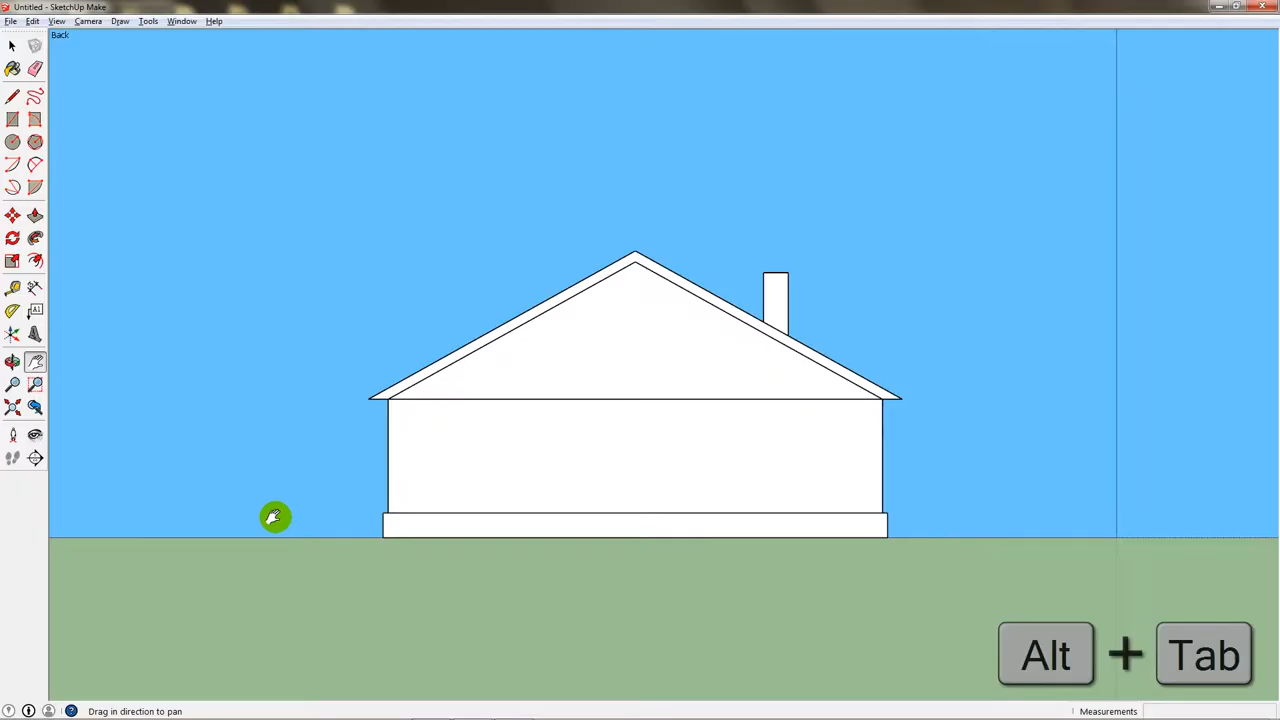 Untitled - SketchUp Make
File Edit View Camera Draw Tools Window Help
Back
A1
Alt + Tab
Drag in direction to pan
Measurements